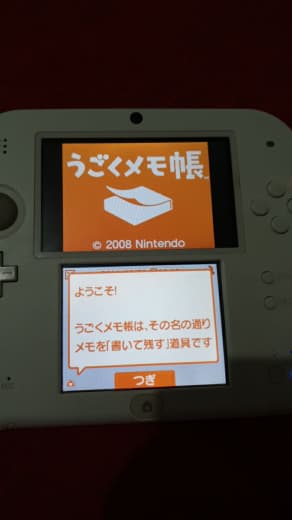 うごくメモ帳
© 2008 Nintendo
ようこそ!
うごくメモ帳は、その名の通り
メモを「書いて残す」道具です
つぎ